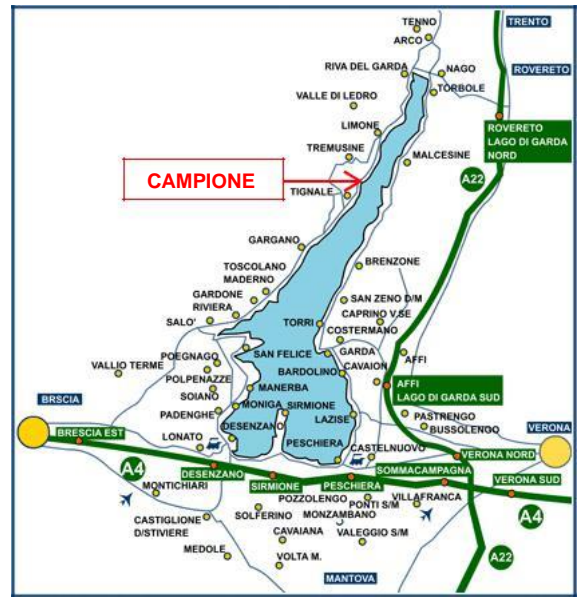 TENNO
ARCO
TRENTO
RIVA DEL GARDA
NAGO
ROVERETO
TORBOLE
VALLE DI LEDRO
LIMONE
ROVERETO
LAGO DI GARDA
NORD
TREMUSINE
MALCESINE
CAMPIONE
A22
TIGNALE
GARGANO
BRENZONE
TOSCOLANO
MADERNO
GARDONE
RIVIERA
SAN ZENO D/M
CAPRINO V.SE
SALO'
TORRI
COSTERMANO
POEGNAGO
SAN FELICE
GARDA
AFFI
VALLIO TERME
BARDOLINO
CAVAION
POLPENAZZE
AFFI
LAGO DI GARDA SUD
SOIANO
MANERBA
BRSCIA
MONIGA
SIRMIONE
PADENGHE
LAZISE
PASTRENGO
BUSSOLENGO
VERONA
DESENZANO
BRESCIA EST
LONATO
PESCHIERA
CASTELNUOVO
VERONA NORD
A4
DESENZANO
SOMMACAMPAGNA
VERONA SUD
SIRMIONE
PESCHIERA
MONTICHIARI
POZZOLENGO
PONTI S/M
VILLAFRANCA
SOLFERINO
MONZAMBANO
A4
CASTIGLIONE
D/STIVIERE
CAVAIANA
VALEGGIO S/M
MEDOLE
VOLTA M.
A22
MANTOVA